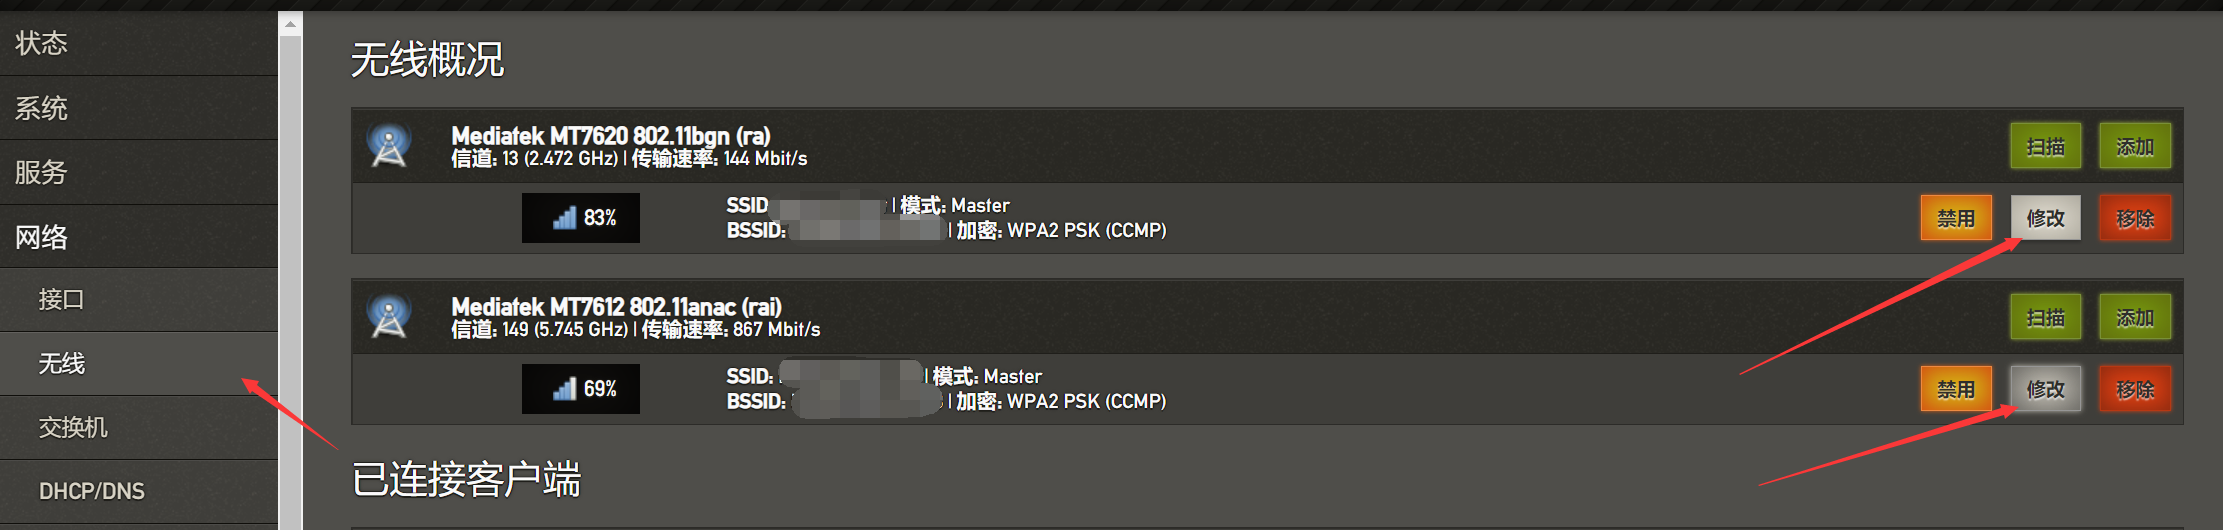 状态
系统
服务
网络
接口
无线
交换机
DHCP/DNS
无线概况
Mediatek MT7620 802.11bgn (ra)
信道: 13 (2.472 GHz) | 传输速率: 144 Mbit/s
扫描 添加
83%
SSID | 模式: Master
BSSID: | 加密: WPA2 PSK (CCMP)
禁用 修改 移除
Mediatek MT7612 802.11anac (rai)
信道: 149 (5.745 GHz) | 传输速率: 867 Mbit/s
扫描 添加
69%
SSID: | 模式: Master
BSSID: | 加密: WPA2 PSK (CCMP)
禁用 修改 移除
已连接客户端